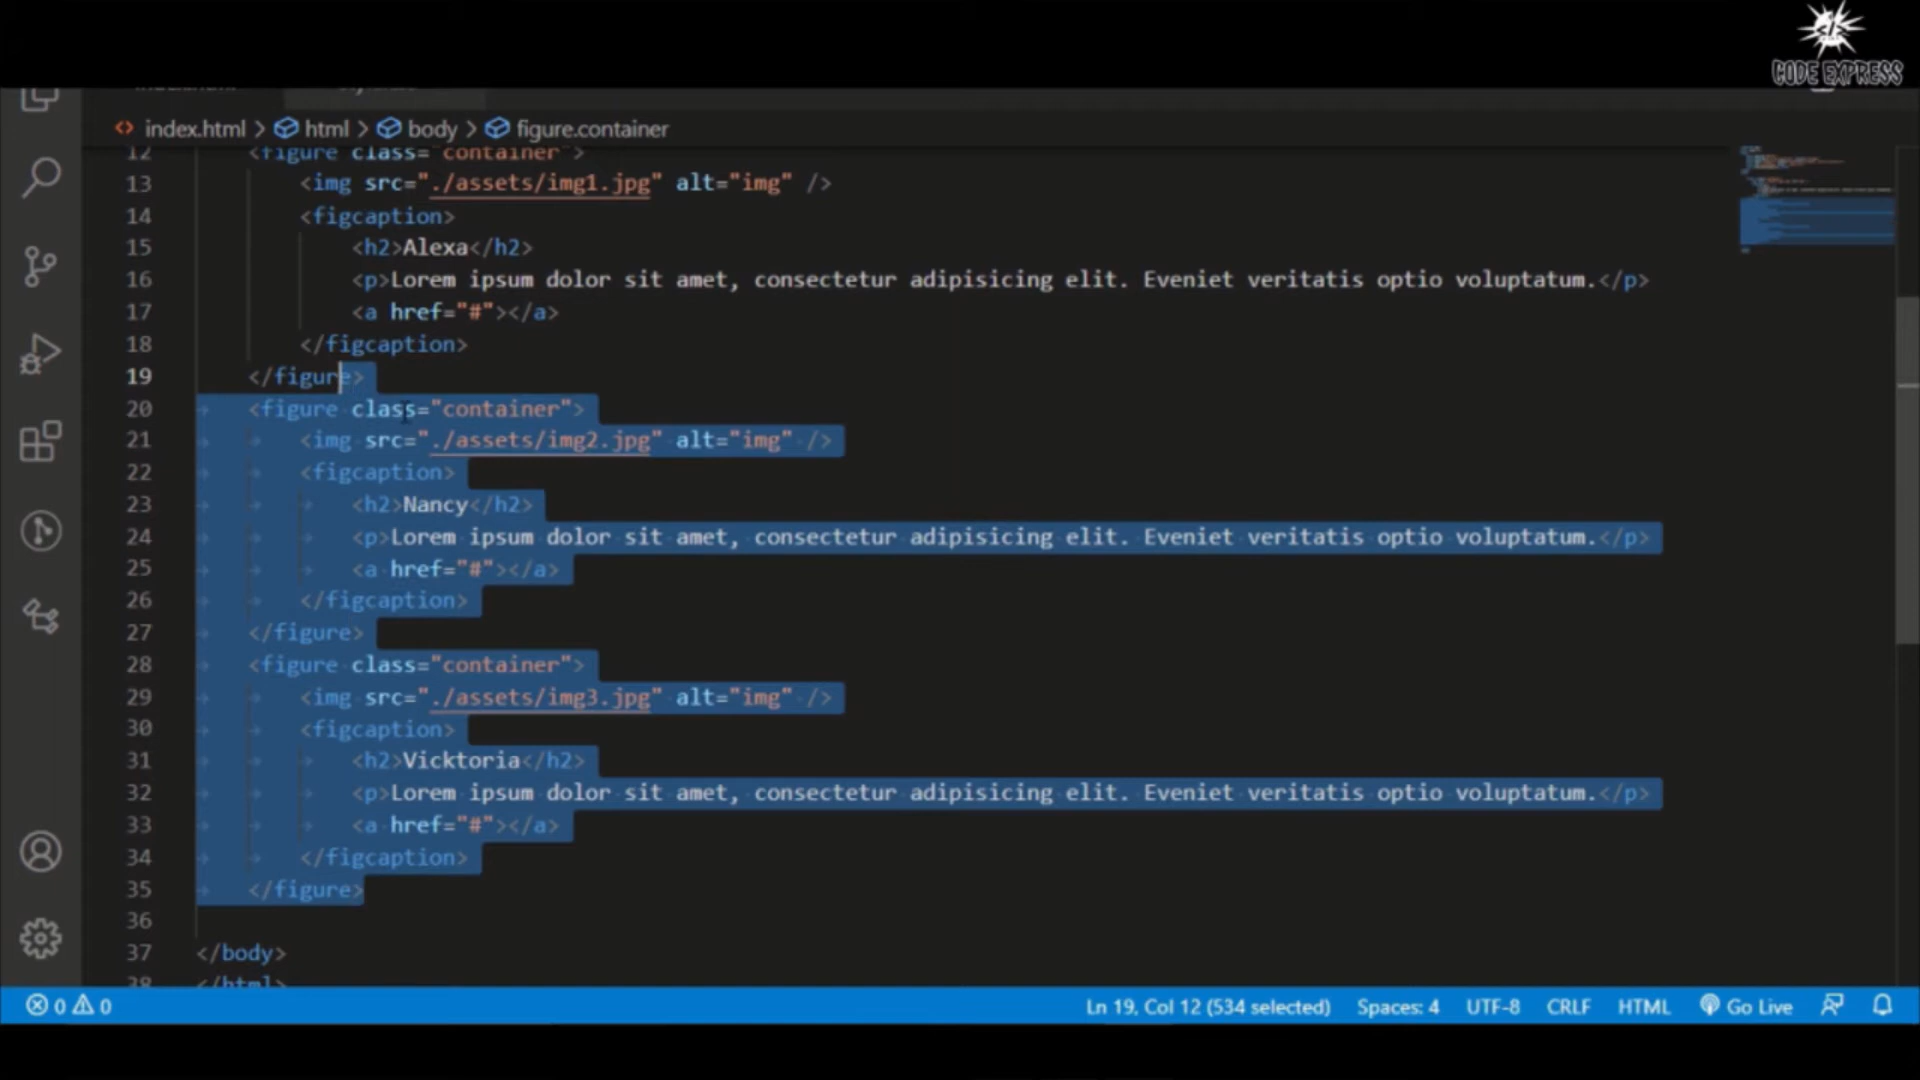 CODE EXPRESS
index.html > html > body > figure.container
12 <figure class="container">
13 <img src="./assets/img1.jpg" alt="img" />
14 <figcaption>
15 <h2>Alexa</h2>
16 <p>Lorem ipsum dolor sit amet, consectetur adipisicing elit. Eveniet veritatis optio voluptatum.</p>
17 <a href="#"></a>
18 </figcaption>
19 </figure>
20 <figure class="container">
21 <img src="./assets/img2.jpg" alt="img" />
22 <figcaption>
23 <h2>Nancy</h2>
24 <p>Lorem ipsum dolor sit amet, consectetur adipisicing elit. Eveniet veritatis optio voluptatum.</p>
25 <a href="#"></a>
26 </figcaption>
27 </figure>
28 <figure class="container">
29 <img src="./assets/img3.jpg" alt="img" />
30 <figcaption>
31 <h2>Vicktoria</h2>
32 <p>Lorem ipsum dolor sit amet, consectetur adipisicing elit. Eveniet veritatis optio voluptatum.</p>
33 <a href="#"></a>
34 </figcaption>
35 </figure>
36
37 </body>
38 </html>
0 0 Ln 19, Col 12 (534 selected) Spaces: 4 UTF-8 CRLF HTML Go Live